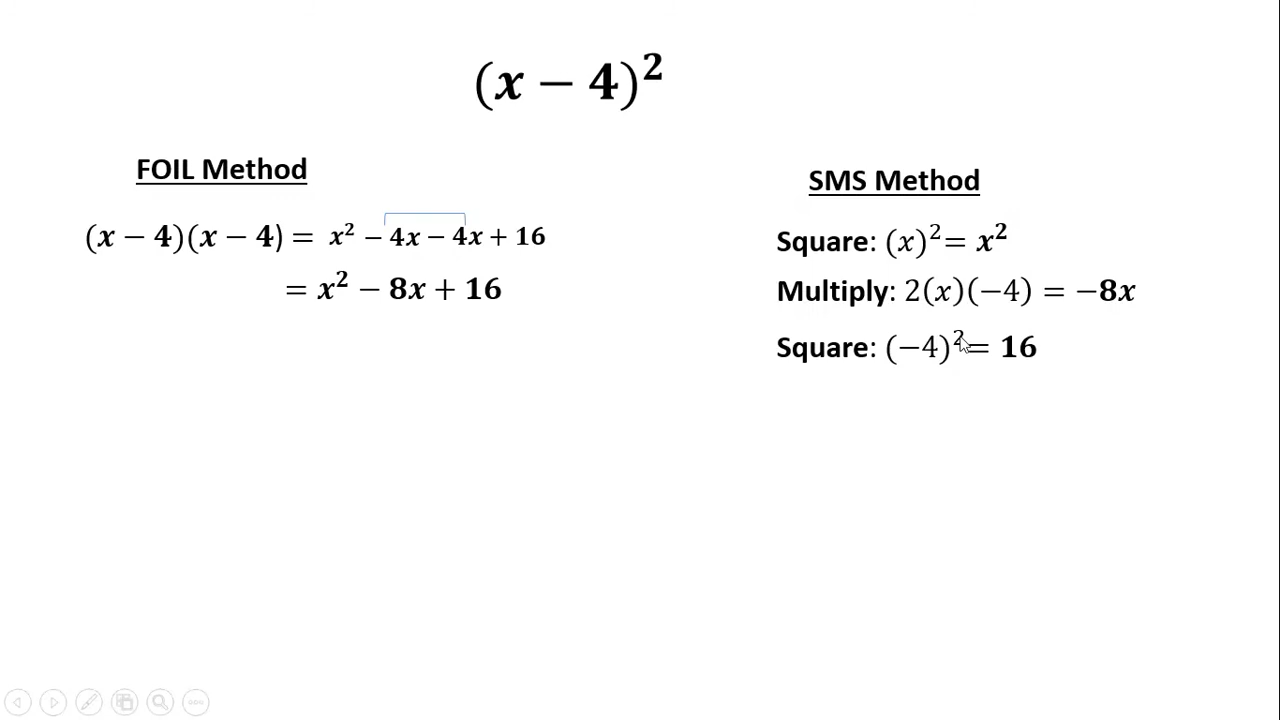 (x − 4)²
FOIL Method
(x − 4)(x − 4) = x² − 4x − 4x + 16
= x² − 8x + 16
SMS Method
Square: (x)²= x²
Multiply: 2(x)(−4) = −8x
Square: (−4)²= 16